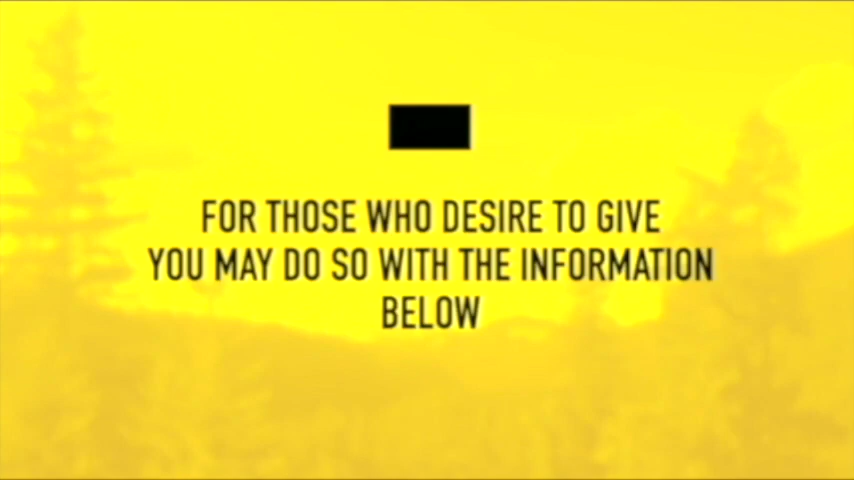 FOR THOSE WHO DESIRE TO GIVE
YOU MAY DO SO WITH THE INFORMATION
BELOW